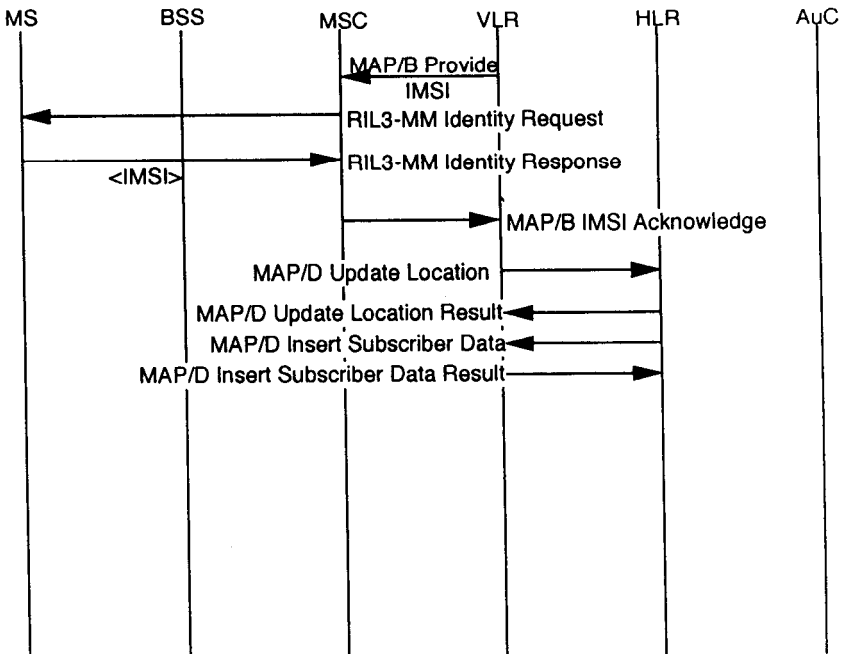 MS BSS MSC VLR HLR AuC
MAP/B Provide
IMSI
RIL3-MM Identity Request
RIL3-MM Identity Response
<IMSI>
MAP/B IMSI Acknowledge
MAP/D Update Location
MAP/D Update Location Result
MAP/D Insert Subscriber Data
MAP/D Insert Subscriber Data Result